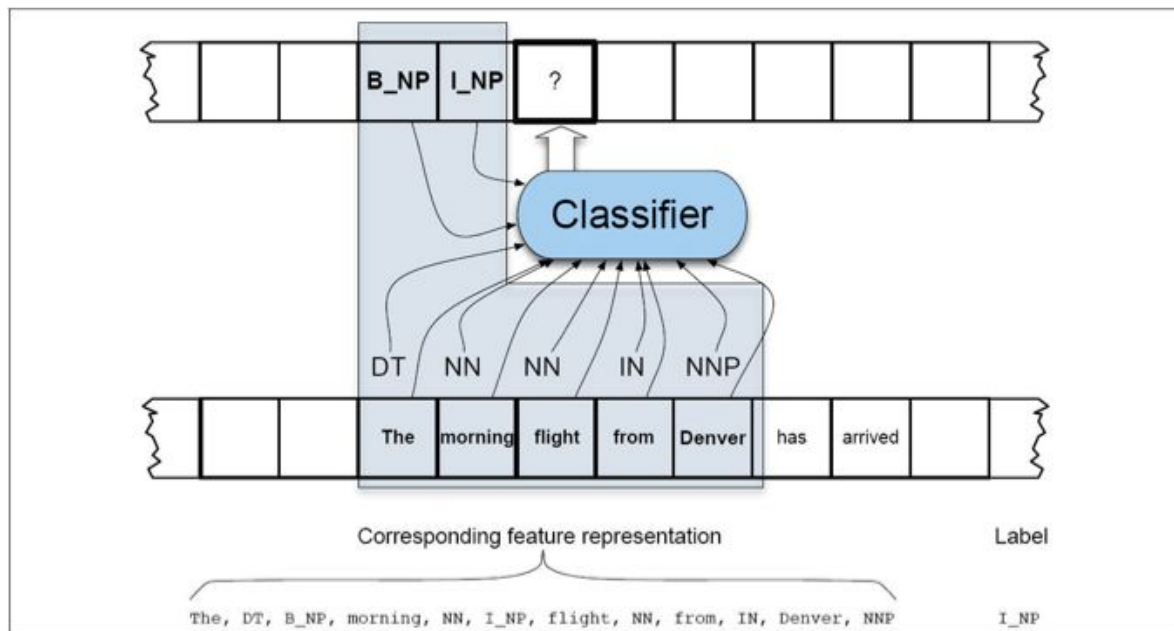 B_NP I_NP ?
Classifier
DT NN NN IN NNP
The morning flight from Denver has arrived
Corresponding feature representation Label
The, DT, B_NP, morning, NN, I_NP, flight, NN, from, IN, Denver, NNP I_NP